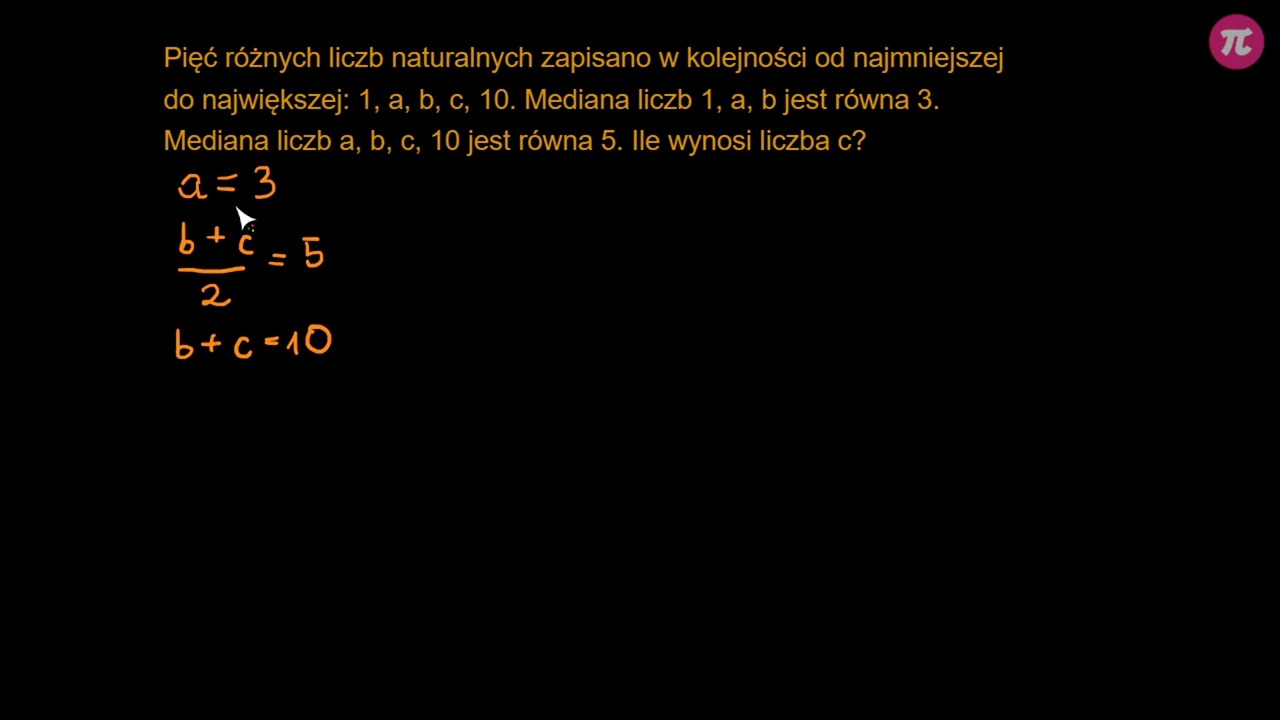 Pięć różnych liczb naturalnych zapisano w kolejności od najmniejszej
do największej: 1, a, b, c, 10. Mediana liczb 1, a, b jest równa 3.
Mediana liczb a, b, c, 10 jest równa 5. Ile wynosi liczba c?
a = 3
b + c
= 5
2
b + c = 10
π